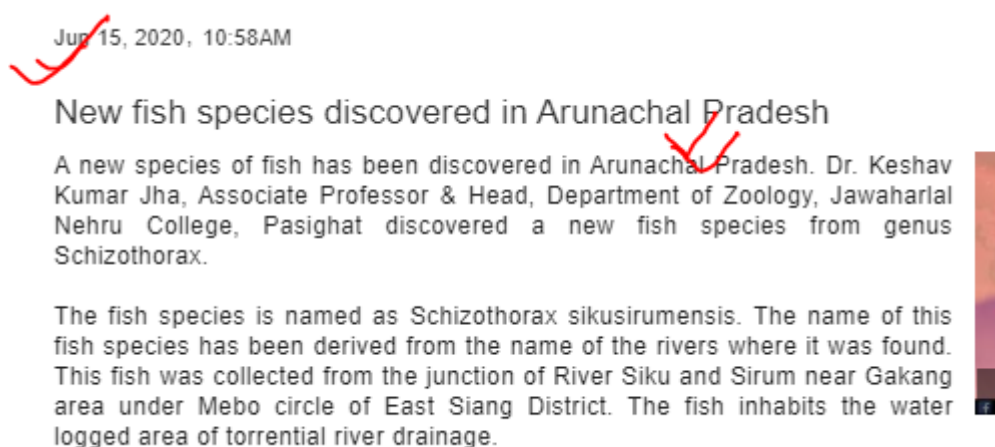 Jun 15, 2020, 10:58AM
New fish species discovered in Arunachal Pradesh
A new species of fish has been discovered in Arunachal Pradesh. Dr. Keshav
Kumar Jha, Associate Professor & Head, Department of Zoology, Jawaharlal
Nehru College, Pasighat discovered a new fish species from genus
Schizothorax.
The fish species is named as Schizothorax sikusirumensis. The name of this
fish species has been derived from the name of the rivers where it was found.
This fish was collected from the junction of River Siku and Sirum near Gakang
area under Mebo circle of East Siang District. The fish inhabits the water
logged area of torrential river drainage.